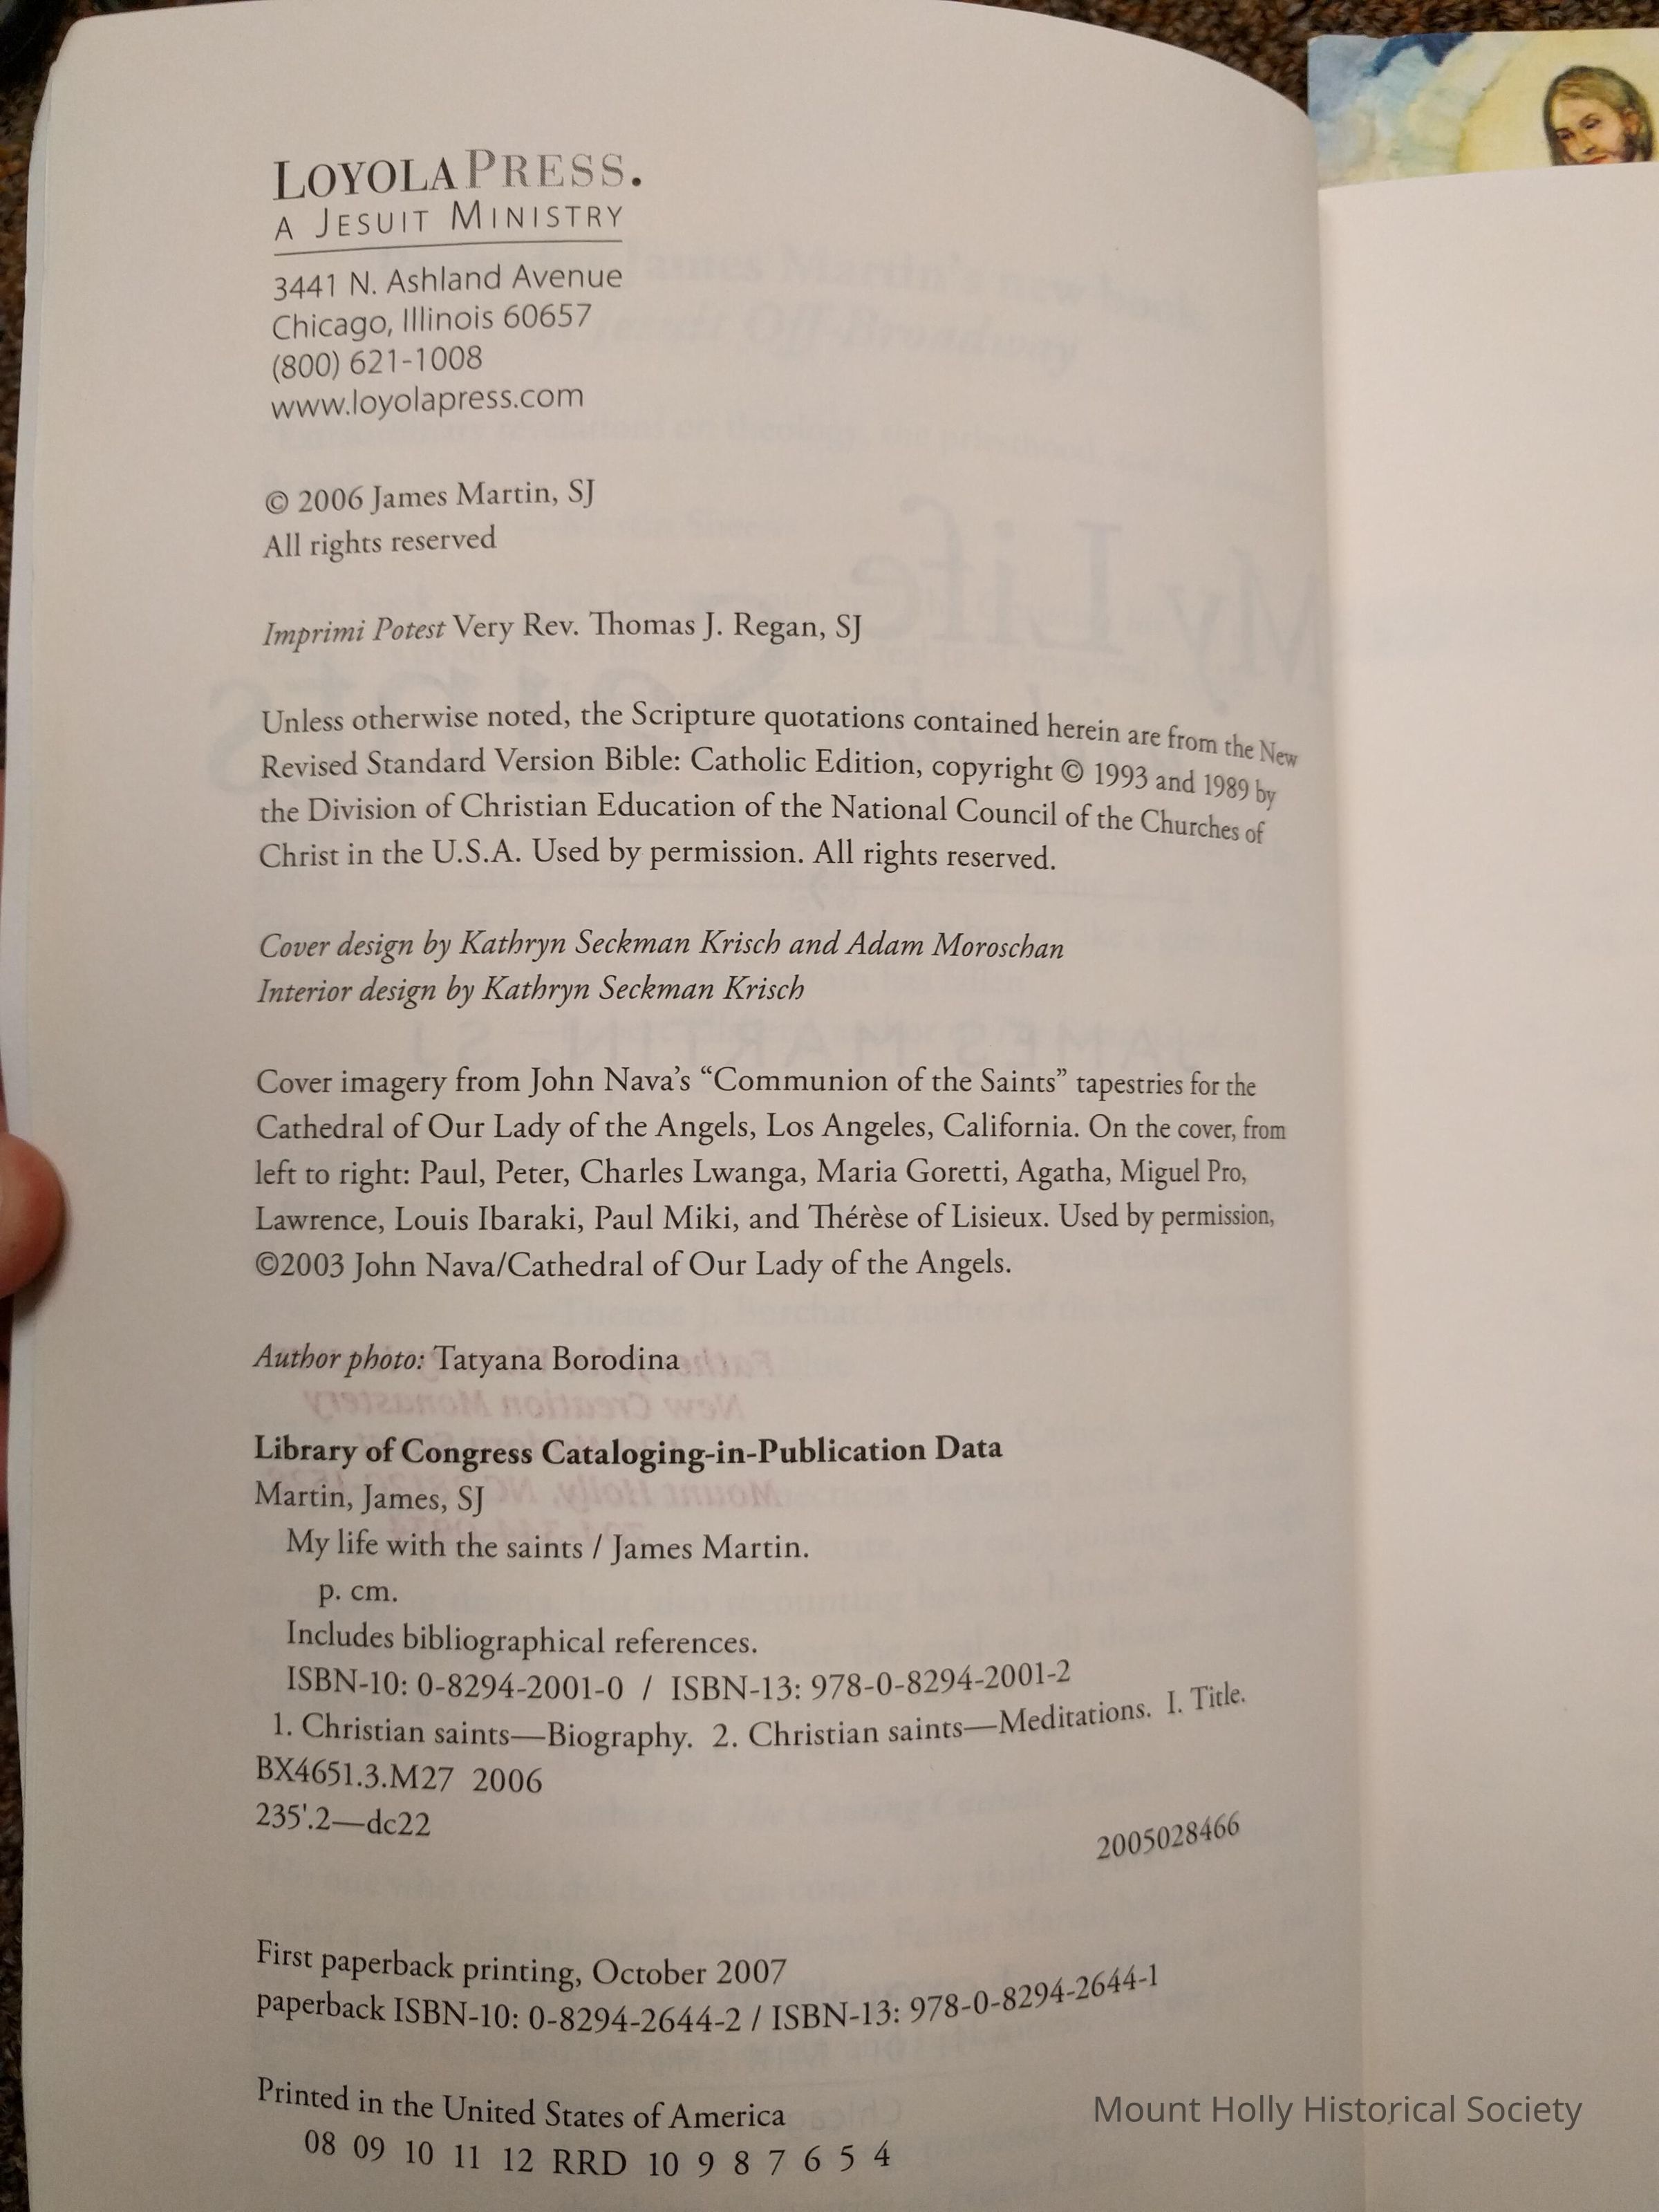 LOYOLAPRESS.
A JESUIT MINISTRY
3441 N. Ashland Avenue
Chicago, Illinois 60657
(800) 621-1008
www.loyolapress.com
© 2006 James Martin, SJ
All rights reserved
Imprimi Potest Very Rev. Thomas J. Regan, SJ
Unless otherwise noted, the Scripture quotations contained herein are from the New
Revised Standard Version Bible: Catholic Edition, copyright © 1993 and 1989 by
the Division of Christian Education of the National Council of the Churches of
Christ in the U.S.A. Used by permission. All rights reserved.
Cover design by Kathryn Seckman Krisch and Adam Moroschan
Interior design by Kathryn Seckman Krisch
Cover imagery from John Nava’s “Communion of the Saints” tapestries for the
Cathedral of Our Lady of the Angels, Los Angeles, California. On the cover, from
left to right: Paul, Peter, Charles Lwanga, Maria Goretti, Agatha, Miguel Pro,
Lawrence, Louis Ibaraki, Paul Miki, and Thérèse of Lisieux. Used by permission,
©2003 John Nava/Cathedral of Our Lady of the Angels.
Author photo: Tatyana Borodina
Library of Congress Cataloging-in-Publication Data
Martin, James, SJ
My life with the saints / James Martin.
p. cm.
Includes bibliographical references.
ISBN-10: 0-8294-2001-0 / ISBN-13: 978-0-8294-2001-2
1. Christian saints—Biography. 2. Christian saints—Meditations. I. Title.
BX4651.3.M27 2006
235'.2—dc22
2005028466
First paperback printing, October 2007
paperback ISBN-10: 0-8294-2644-2 / ISBN-13: 978-0-8294-2644-1
Printed in the United States of America
08 09 10 11 12 RRD 10 9 8 7 6 5 4
Mount Holly Historical Society